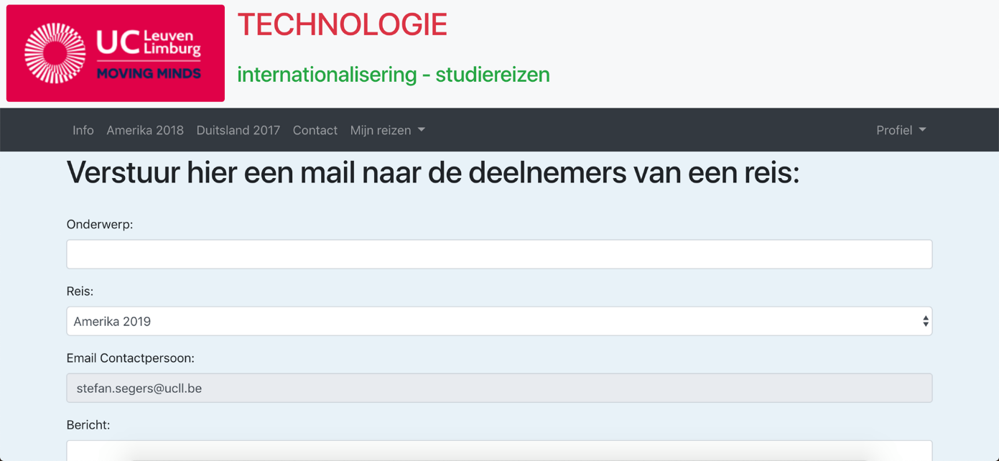 UC Leuven
Limburg
MOVING MINDS
TECHNOLOGIE
internationalisering - studiereizen
Info Amerika 2018 Duitsland 2017 Contact Mijn reizen Profiel
Verstuur hier een mail naar de deelnemers van een reis:
Onderwerp:
Reis:
Amerika 2019
Email Contactpersoon:
stefan.segers@ucll.be
Bericht: